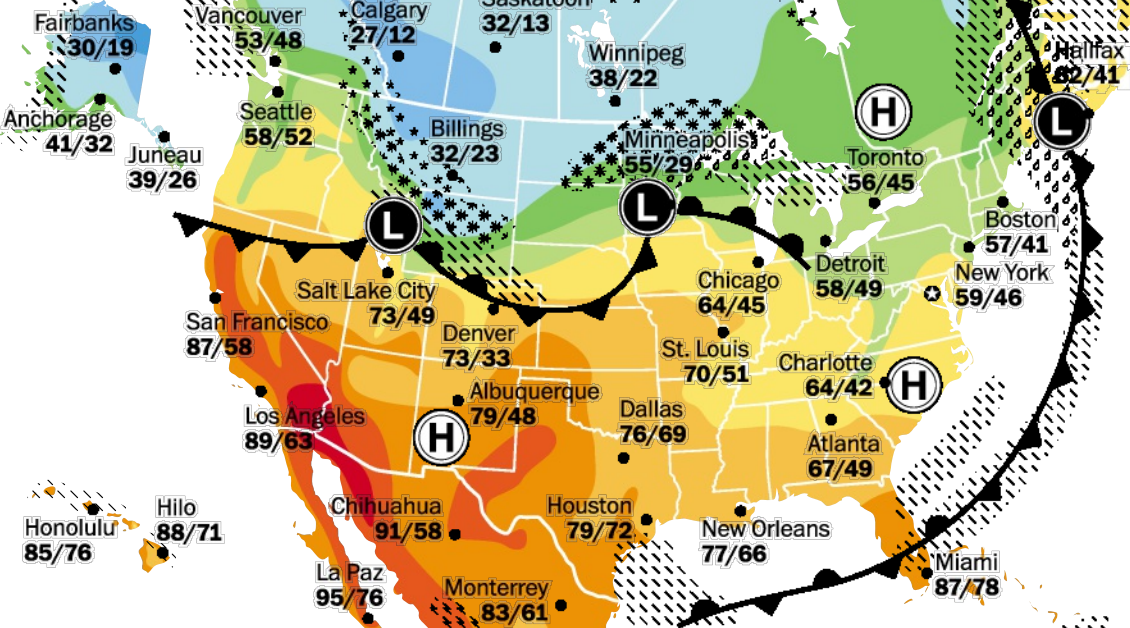 Saskatoon
32/13
Fairbanks
30/19
Vancouver
53/48
Calgary
27/12
Winnipeg
38/22
Halfax
62/41
H
L
Anchorage
41/32
Seattle
58/52
Billings
32/23
Minneapolis
55/29
Juneau
39/26
Toronto
56/45
L
L
Boston
57/41
Salt Lake City
73/49
Chicago
64/45
Detroit
58/49
New York
59/46
San Francisco
87/58
Denver
73/33
St. Louis
70/51
Charlotte
64/42
H
Los Angeles
89/63
Albuquerque
79/48
H
Dallas
76/69
Atlanta
67/49
Honolulu
85/76
Hilo
88/71
Chihuahua
91/58
Houston
79/72
New Orleans
77/66
La Paz
95/76
Monterrey
83/61
Miami
87/78